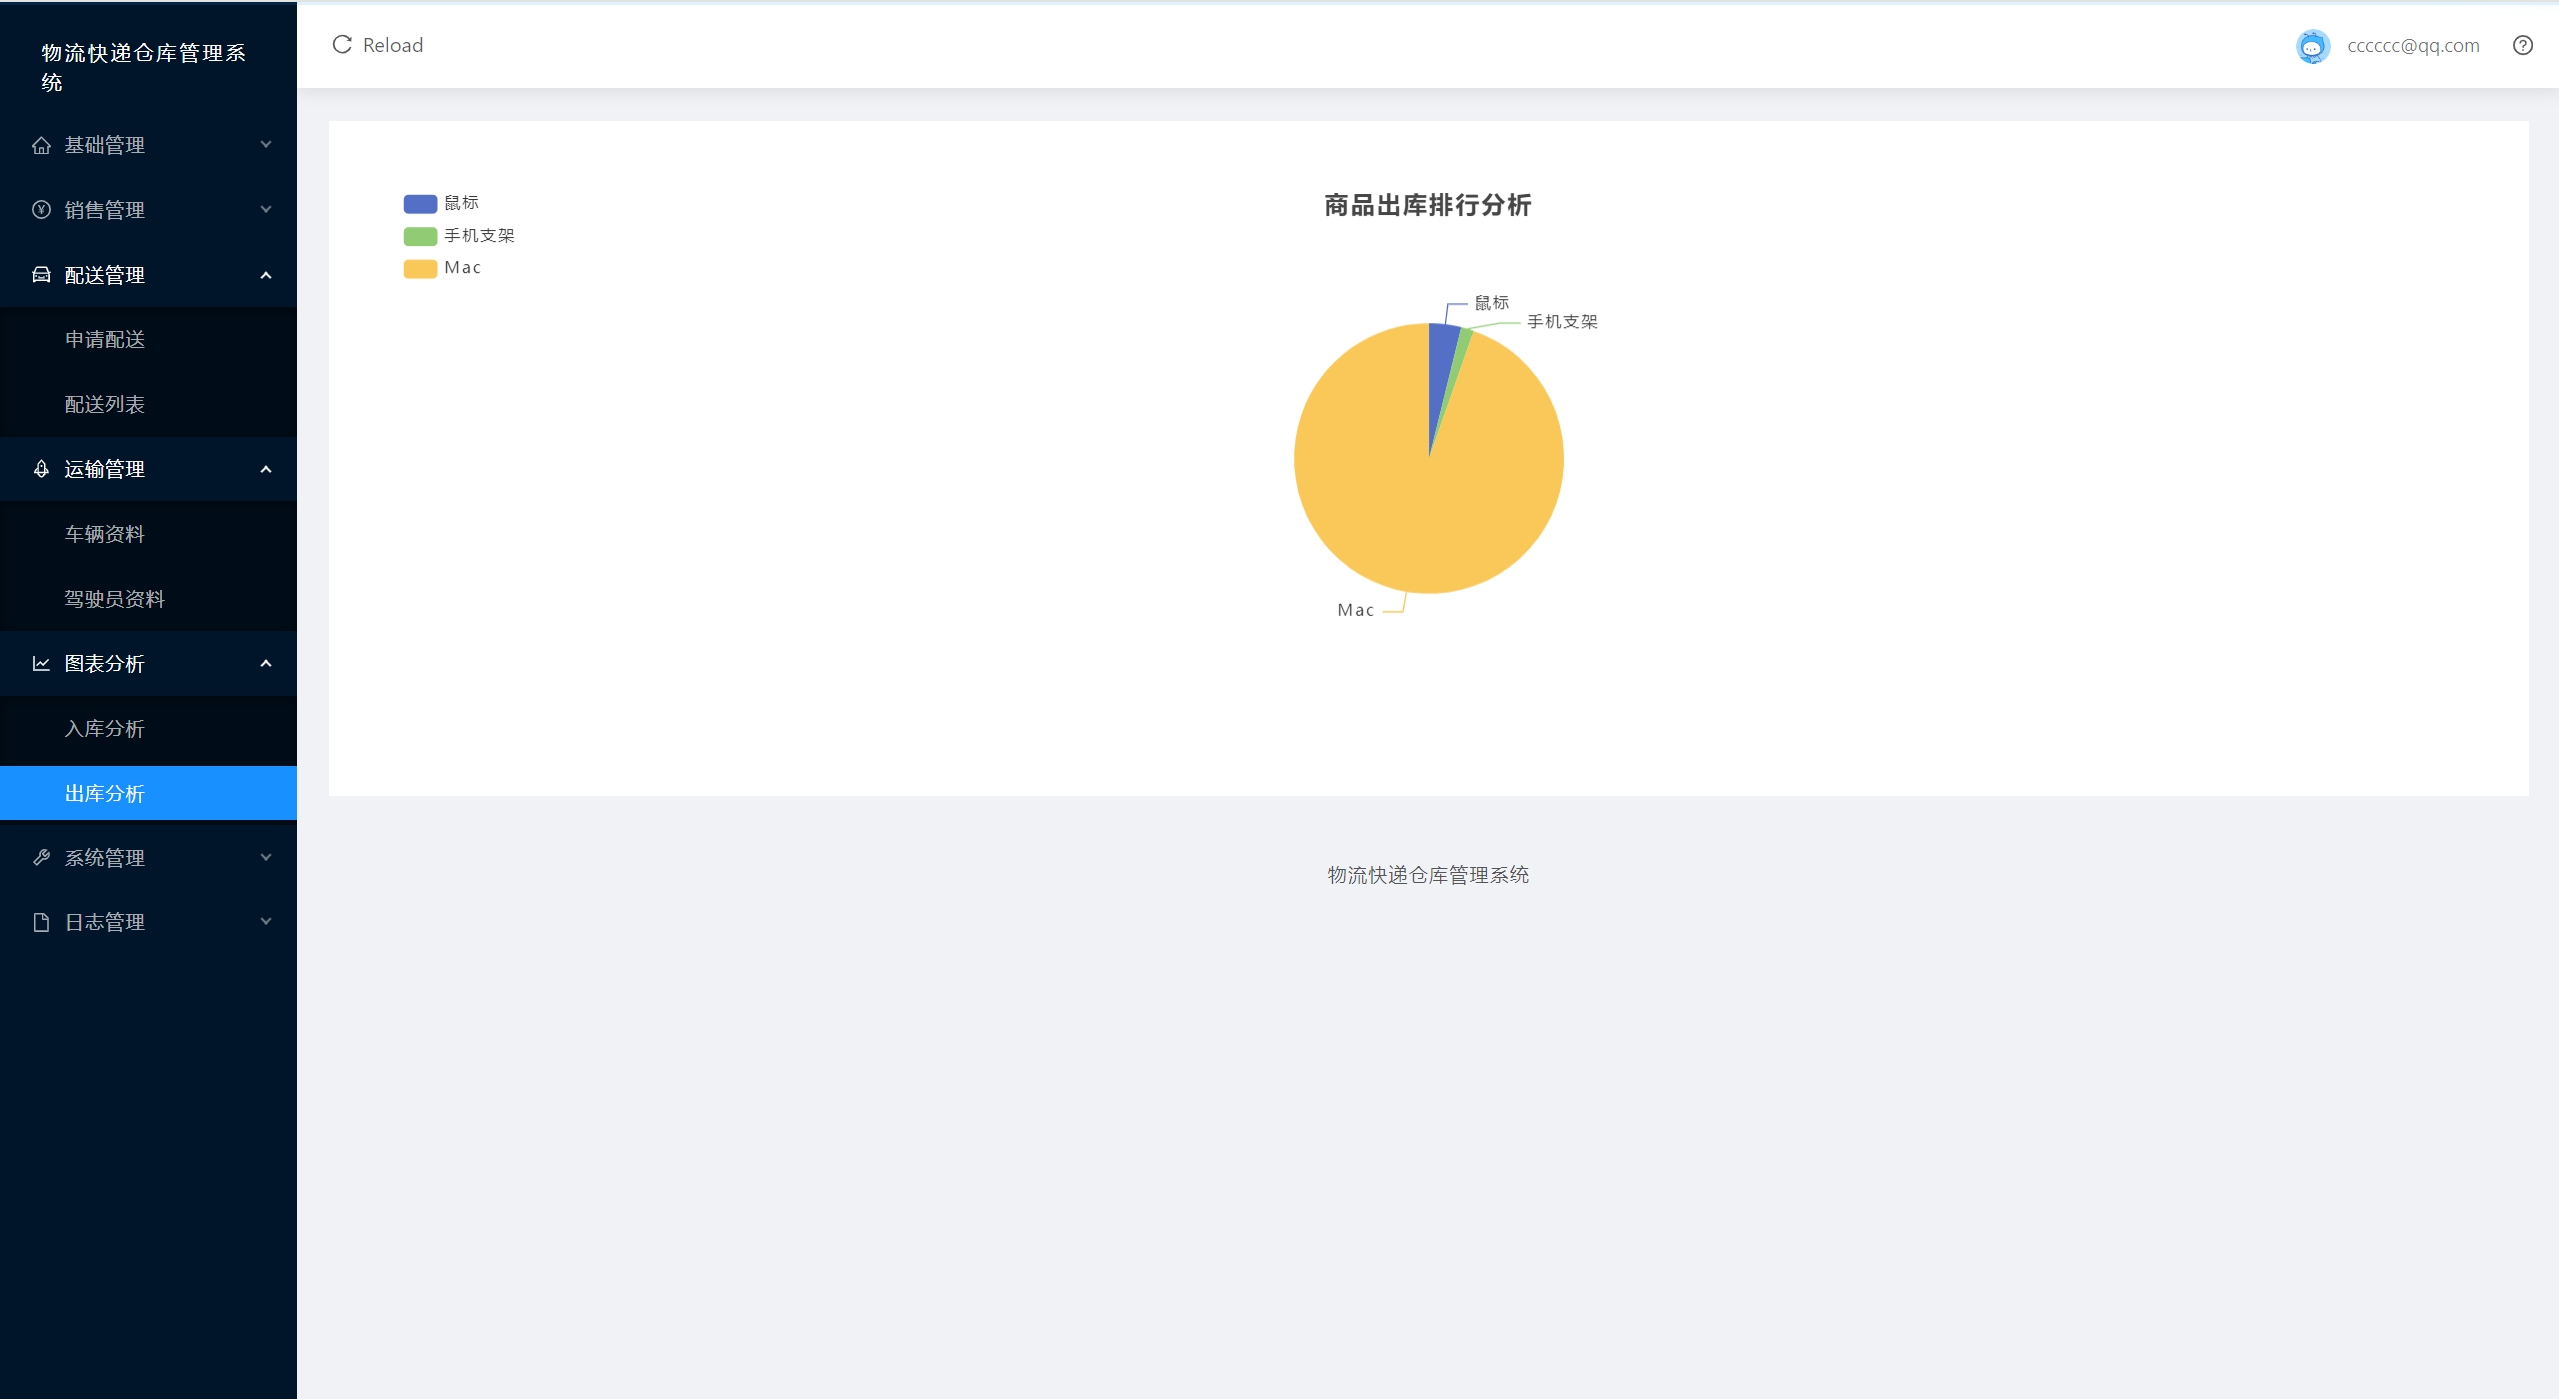 物流快递仓库管理系
统
基础管理
销售管理
配送管理
申请配送
配送列表
运输管理
车辆资料
驾驶员资料
图表分析
入库分析
出库分析
系统管理
日志管理
Reload
cccccc@qq.com
商品出库排行分析
鼠标
手机支架
Mac
鼠标
手机支架
Mac
物流快递仓库管理系统